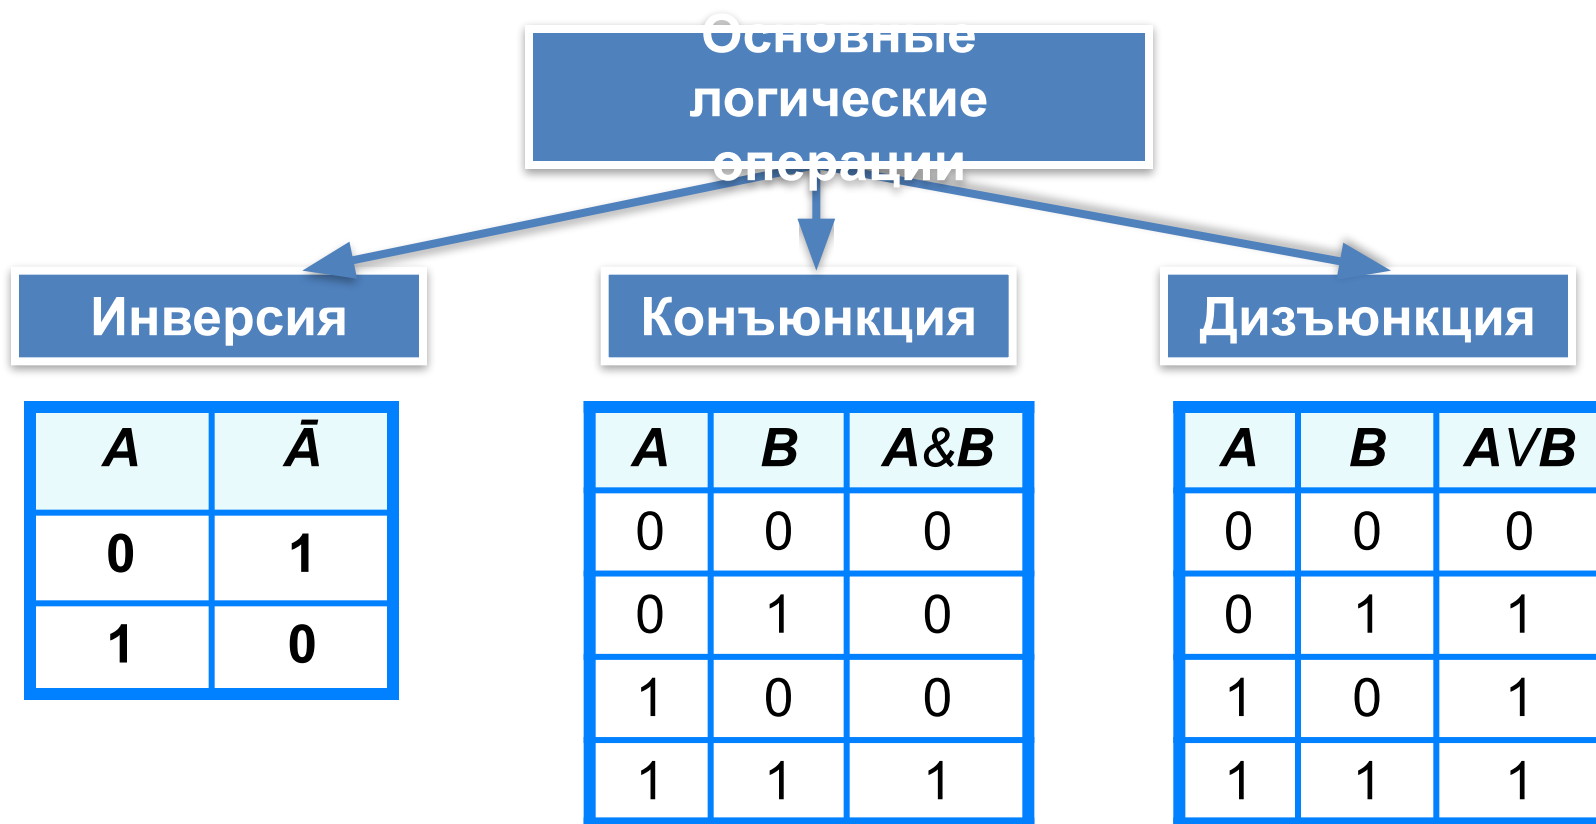 Основные
логические
операции
Инверсия
Конъюнкция
Дизъюнкция
A Ā
0 1
1 0
A B A&B
0 0 0
0 1 0
1 0 0
1 1 1
A B AVB
0 0 0
0 1 1
1 0 1
1 1 1